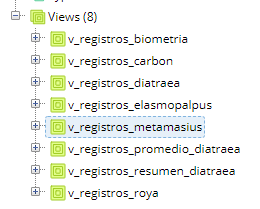 Views (8)
v_registros_biometria
v_registros_carbon
v_registros_diatraea
v_registros_elasmopalpus
v_registros_metamasius
v_registros_promedio_diatraea
v_registros_resumen_diatraea
v_registros_roya